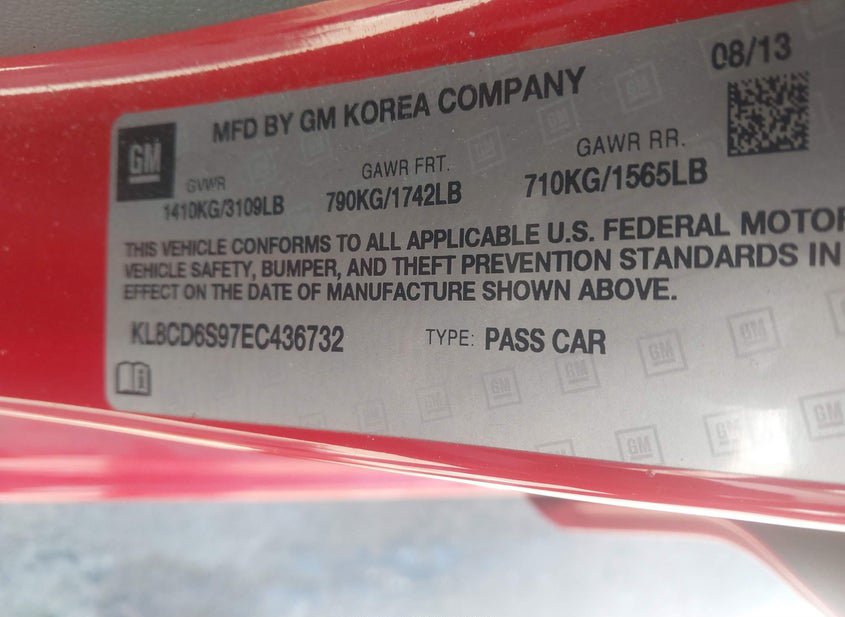 08/13
MFD BY GM KOREA COMPANY
GM
GVWR
GAWR FRT.
GAWR RR.
1410KG/3109LB
790KG/1742LB
710KG/1565LB
THIS VEHICLE CONFORMS TO ALL APPLICABLE U.S. FEDERAL MOTOR
VEHICLE SAFETY, BUMPER, AND THEFT PREVENTION STANDARDS IN
EFFECT ON THE DATE OF MANUFACTURE SHOWN ABOVE.
KL8CD6S97EC436732
TYPE: PASS CAR